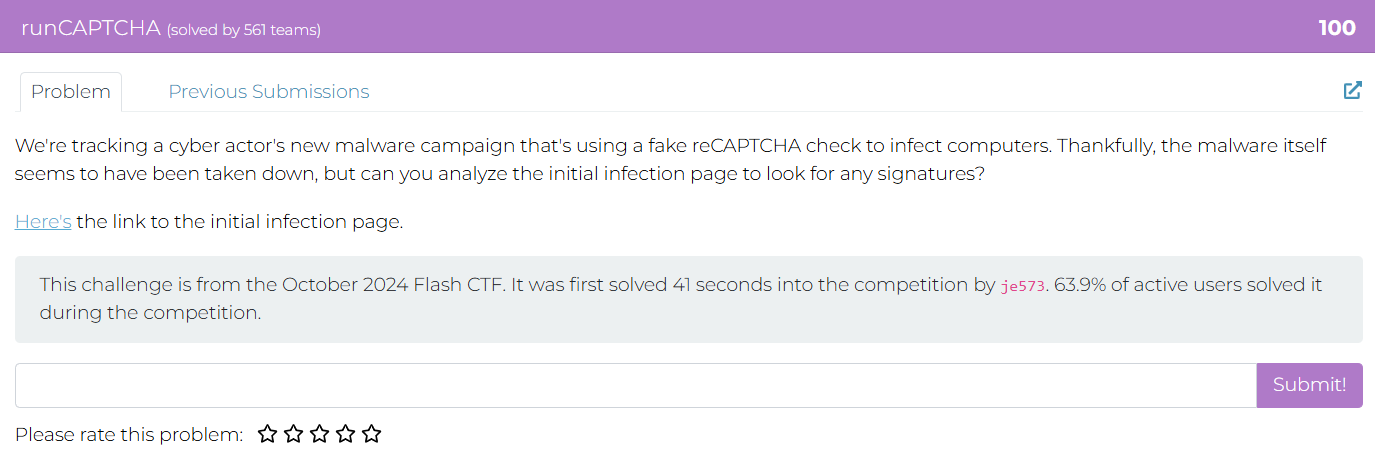 runCAPTCHA (solved by 561 teams) 100
Problem Previous Submissions
We're tracking a cyber actor's new malware campaign that's using a fake reCAPTCHA check to infect computers. Thankfully, the malware itself
seems to have been taken down, but can you analyze the initial infection page to look for any signatures?
Here's the link to the initial infection page.
This challenge is from the October 2024 Flash CTF. It was first solved 41 seconds into the competition by je573. 63.9% of active users solved it
during the competition.
Submit!
Please rate this problem: